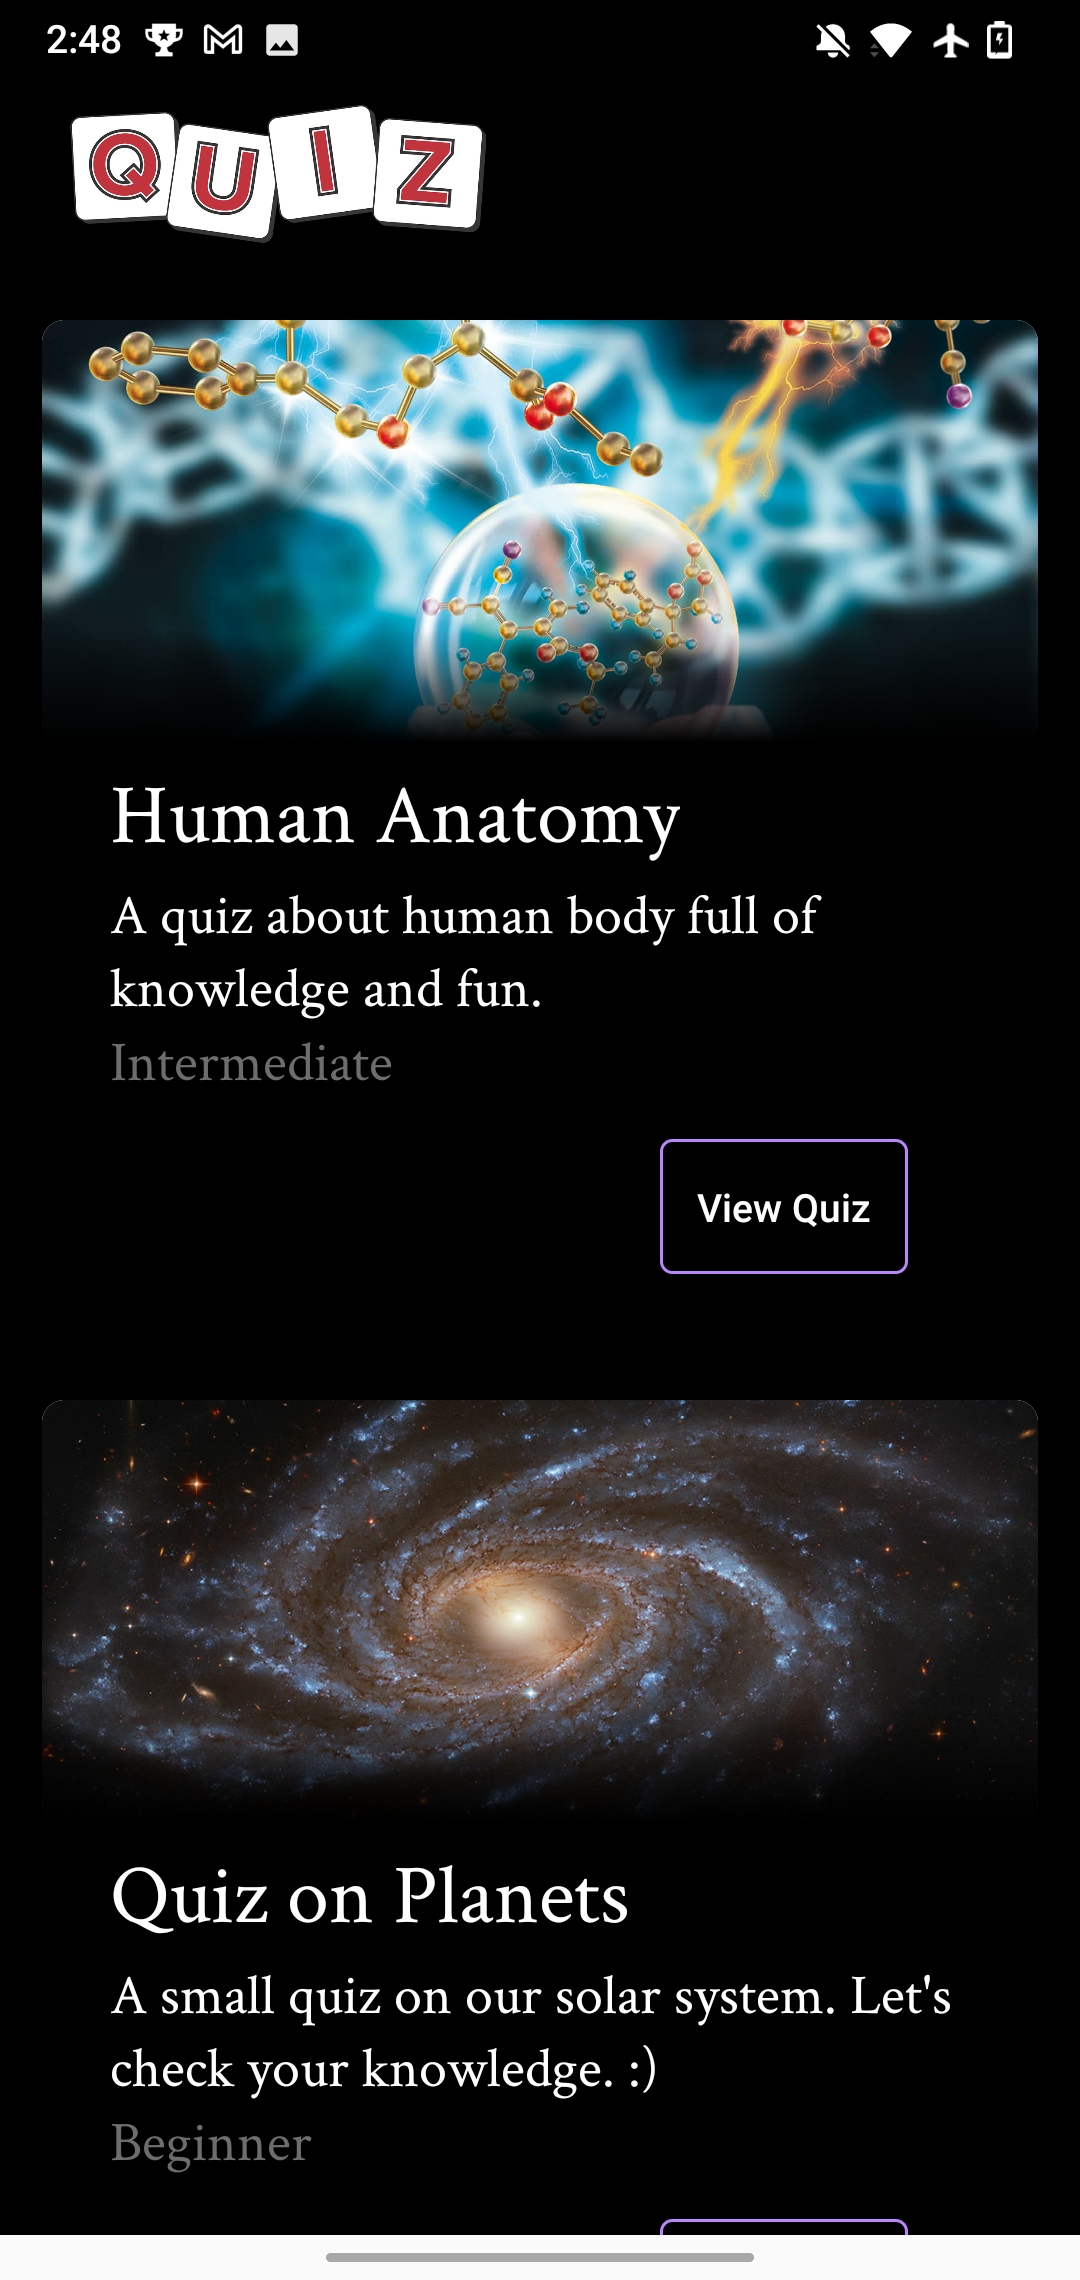 2:48
QUIZ
Human Anatomy
A quiz about human body full of
knowledge and fun.
Intermediate
View Quiz
Quiz on Planets
A small quiz on our solar system. Let's
check your knowledge. :)
Beginner